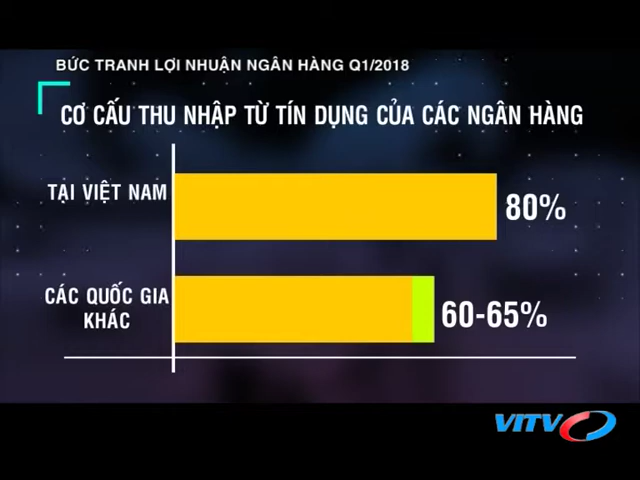 BỨC TRANH LỢI NHUẬN NGÂN HÀNG Q1/2018
CƠ CẤU THU NHẬP TỪ TÍN DỤNG CỦA CÁC NGÂN HÀNG
TẠI VIỆT NAM
80%
CÁC QUỐC GIA
KHÁC
60-65%
VITV